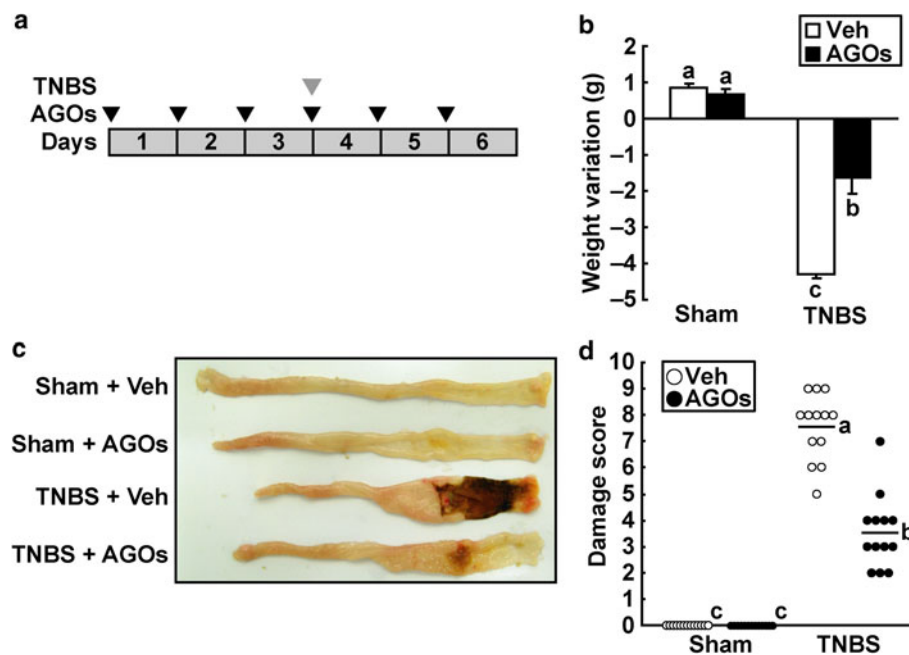 a
TNBS
AGOs
Days 1 2 3 4 5 6
b
Veh
AGOs
Weight variation (g)
2
1
0
–1
–2
–3
–4
–5
a a
b
c
Sham TNBS
c
Sham + Veh
Sham + AGOs
TNBS + Veh
TNBS + AGOs
d
Veh
AGOs
Damage score
10
9
8
7
6
5
4
3
2
1
0
a
b
c c
Sham TNBS